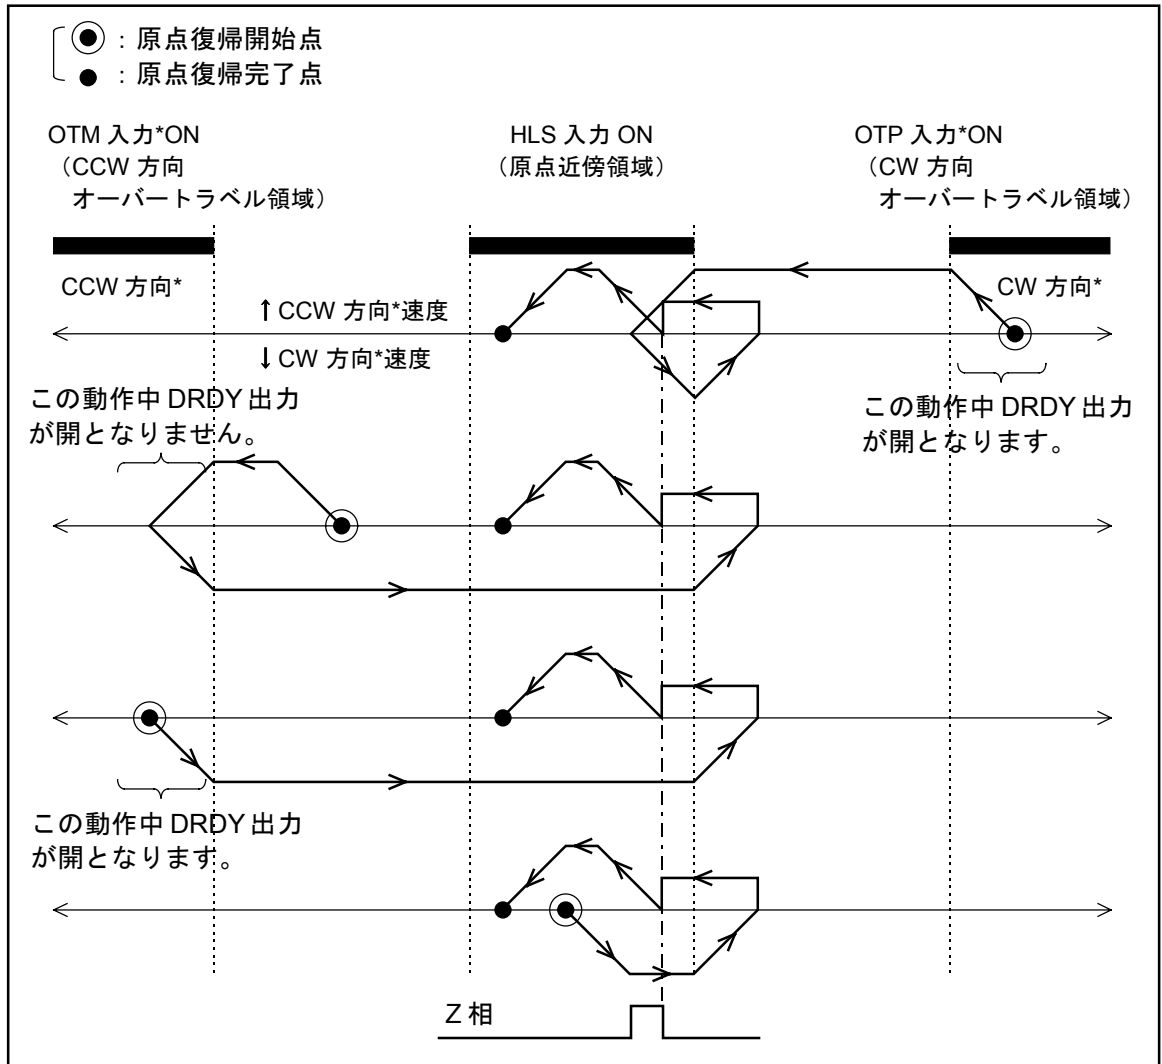 ：原点復帰開始点
：原点復帰完了点
OTM 入力*ON
（CCW 方向
オーバートラベル領域）
HLS 入力 ON
（原点近傍領域）
OTP 入力*ON
（CW 方向
オーバートラベル領域）
CCW 方向*
CW 方向*
↑CCW 方向*速度
↓CW 方向*速度
この動作中 DRDY 出力
が開となりません。
この動作中 DRDY 出力
が開となります。
この動作中 DRDY 出力
が開となります。
Z 相